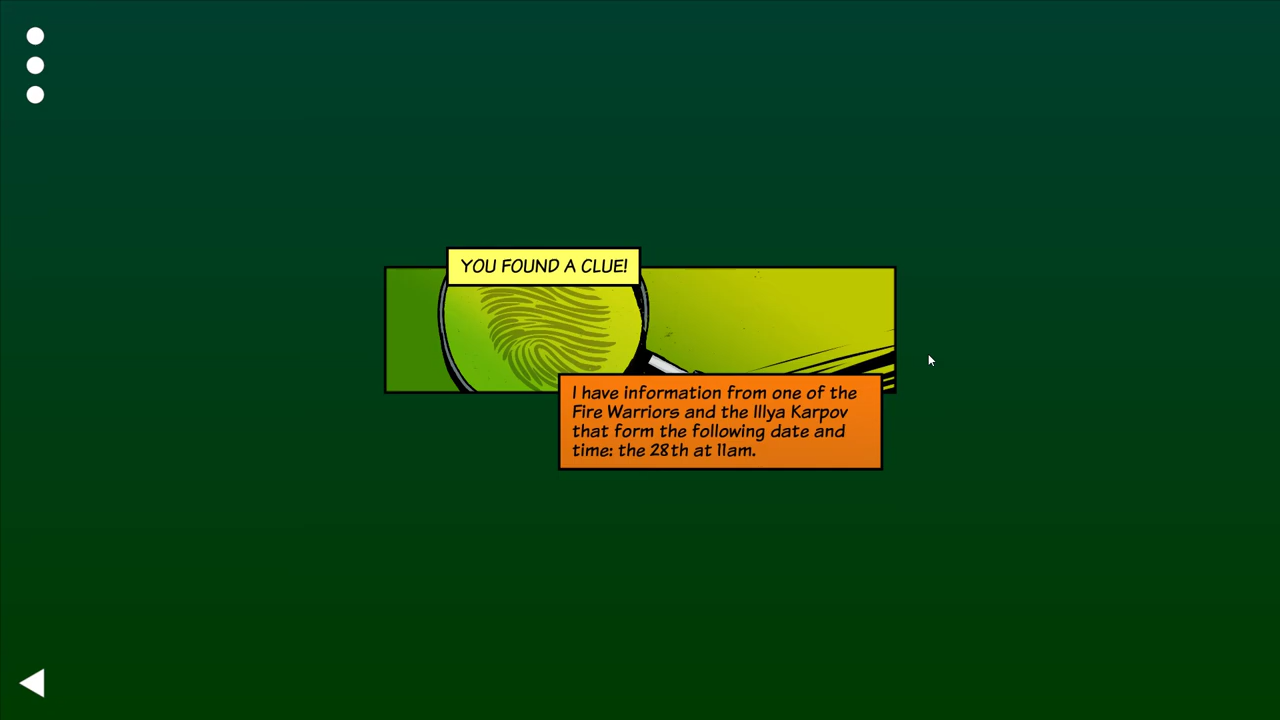 YOU FOUND A CLUE!
I have information from one of the
Fire Warriors and the Illya Karpov
that form the following date and
time: the 28th at 11am.